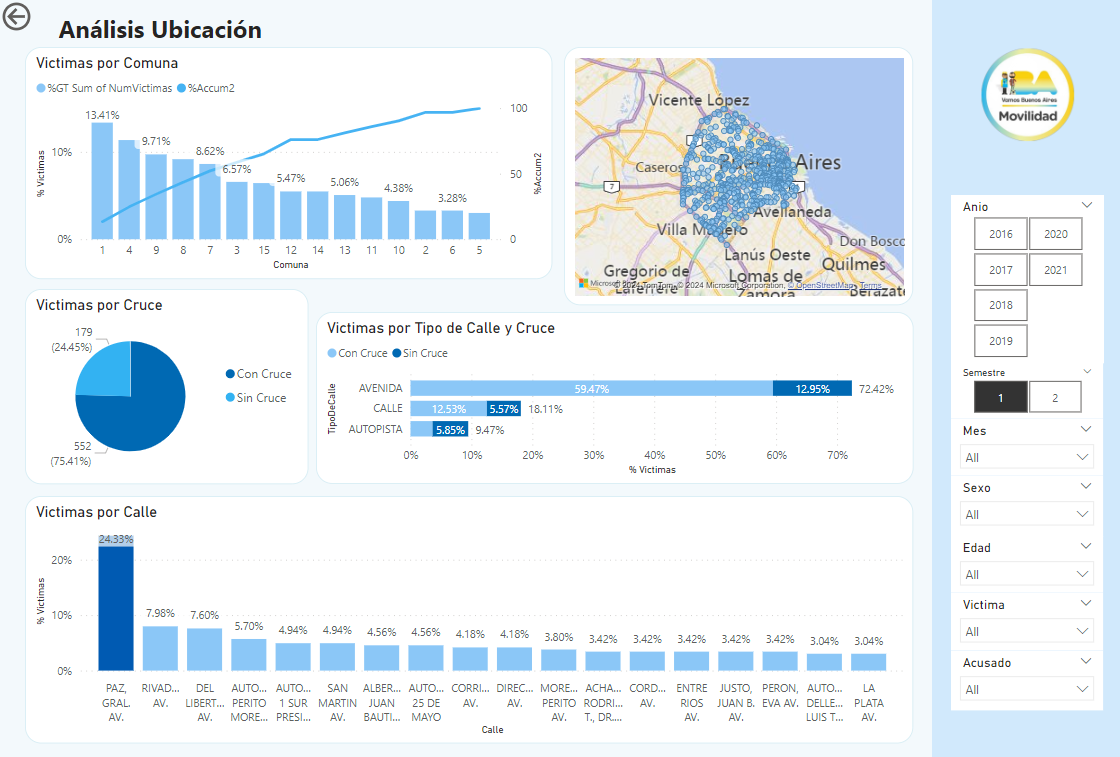 Análisis Ubicación
Victimas por Comuna
%GT Sum of NumVictimas %Accum2
% Victimas
10%
0%
13.41%
9.71%
8.62%
6.57%
5.47%
5.06%
4.38%
3.28%
100
50
0
%Accum2
1 4 9 8 7 3 15 12 14 13 11 10 2 6 5
Comuna
Vicente López
Caseros
Aires
7
Avellaneda
Don Bosco
Lanús Oeste
Quilmes
Gregorio de
Laferrere
Lomas de
Zamora
© 2024 TomTom, © 2024 Microsoft Corporation, © OpenStreetMap Terms
BA
Vamos Buenos Aires
Movilidad
Victimas por Cruce
179
(24.45%)
552
(75.41%)
Con Cruce
Sin Cruce
Victimas por Tipo de Calle y Cruce
Con Cruce Sin Cruce
TipoDeCalle
AVENIDA 59.47% 12.95% 72.42%
CALLE 12.53% 5.57% 18.11%
AUTOPISTA 5.85% 9.47%
0% 10% 20% 30% 40% 50% 60% 70%
% Victimas
Victimas por Calle
% Victimas
20%
10%
0%
24.33% 7.98% 7.60% 5.70% 4.94% 4.94% 4.56% 4.56% 4.18% 4.18% 3.80% 3.42% 3.42% 3.42% 3.42% 3.42% 3.04% 3.04%
PAZ, RIVAD... DEL AUTO... AUTO... SAN ALBER... AUTO... CORRI... DIREC... MORE... ACHA... CORD... ENTRE JUSTO, PERON, AUTO... LA
GRAL. AV. LIBERT... PERITO 1 SUR MARTIN JUAN 25 DE AV. AV. PERITO RODRI... AV. RIOS JUAN B. EVA AV. DELLE... PLATA
AV. AV. MORE... PRESI... AV. BAUTI... MAYO AV. T., DR.... AV. AV. LUIS T... AV.
Calle
Anio
2016 2020
2017 2021
2018
2019
Semestre
1 2
Mes
All
Sexo
All
Edad
All
Victima
All
Acusado
All